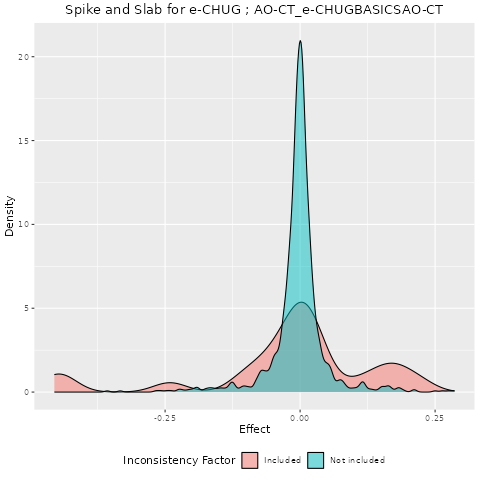 Spike and Slab for e-CHUG ; AO-CT_e-CHUGBASICSAO-CT
Density
20
15
10
5
0
-0.25
0.00
0.25
Effect
Inconsistency Factor
Included
Not included